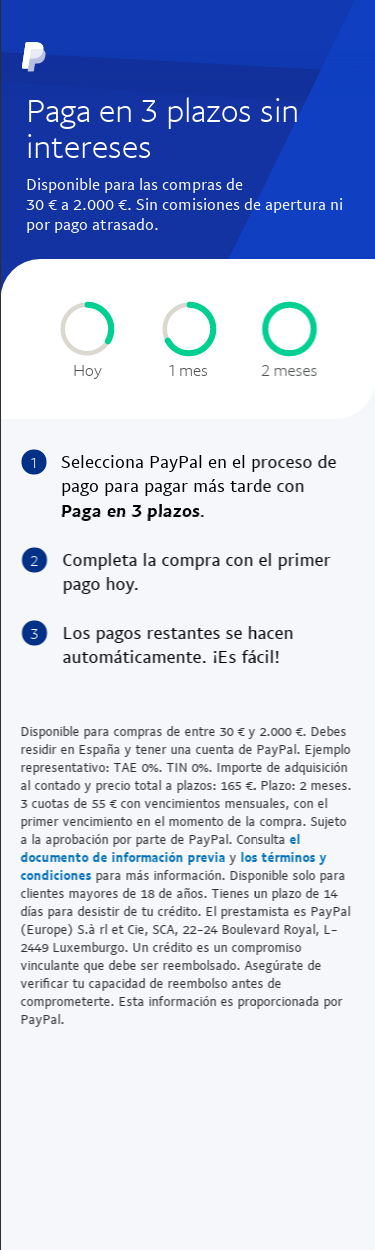 Paga en 3 plazos sin
intereses
Disponible para las compras de
30 € a 2.000 €. Sin comisiones de apertura ni
por pago atrasado.
Hoy
1 mes
2 meses
1 Selecciona PayPal en el proceso de
pago para pagar más tarde con
Paga en 3 plazos.
2 Completa la compra con el primer
pago hoy.
3 Los pagos restantes se hacen
automáticamente. ¡Es fácil!
Disponible para compras de entre 30 € y 2.000 €. Debes
residir en España y tener una cuenta de PayPal. Ejemplo
representativo: TAE 0%. TIN 0%. Importe de adquisición
al contado y precio total a plazos: 165 €. Plazo: 2 meses.
3 cuotas de 55 € con vencimientos mensuales, con el
primer vencimiento en el momento de la compra. Sujeto
a la aprobación por parte de PayPal. Consulta el
documento de información previa y los términos y
condiciones para más información. Disponible solo para
clientes mayores de 18 de años. Tienes un plazo de 14
días para desistir de tu crédito. El prestamista es PayPal
(Europe) S.à rl et Cie, SCA, 22-24 Boulevard Royal, L-
2449 Luxemburgo. Un crédito es un compromiso
vinculante que debe ser reembolsado. Asegúrate de
verificar tu capacidad de reembolso antes de
comprometerte. Esta información es proporcionada por
PayPal.